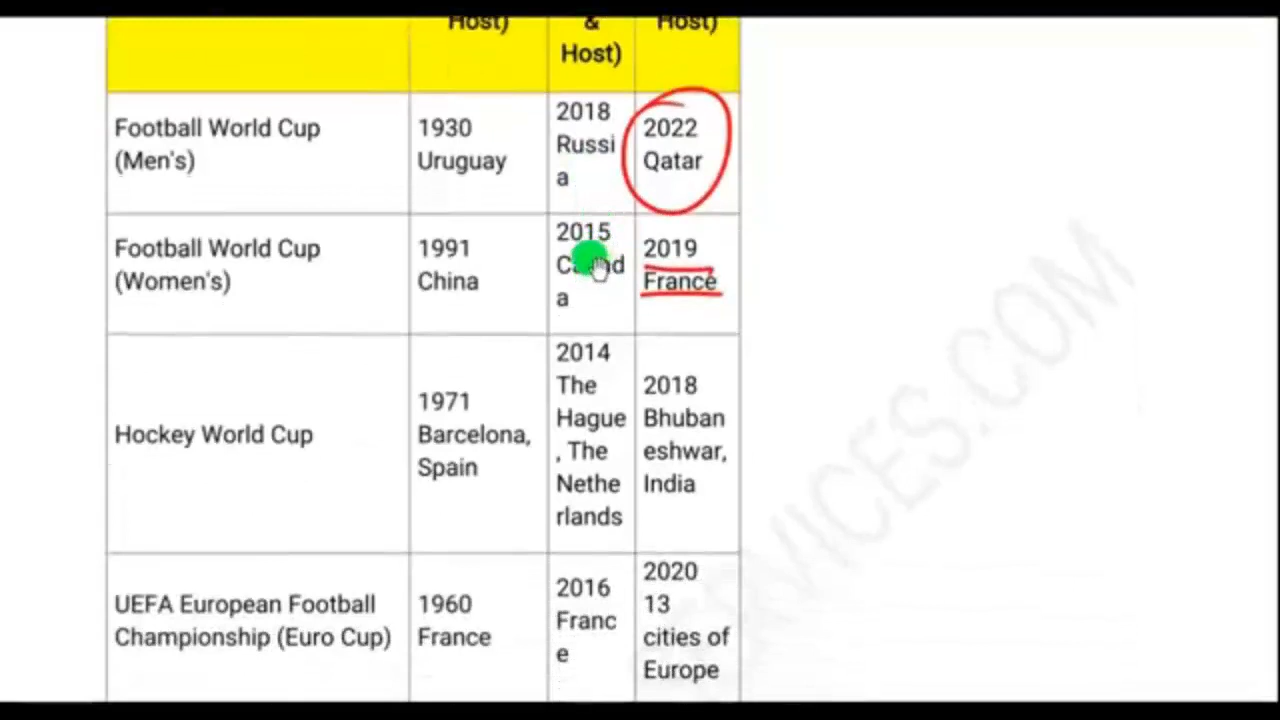 Host)
&
Host)
Host)
Football World Cup
(Men's)
1930
Uruguay
2018
Russi
a
2022
Qatar
Football World Cup
(Women's)
1991
China
2015
a
2019
France
Hockey World Cup
1971
Barcelona,
Spain
2014
The
Hague
, The
Nethe
rlands
2018
Bhuban
eshwar,
India
UEFA European Football
Championship (Euro Cup)
1960
France
2016
Franc
e
2020
13
cities of
Europe
SERVICES.COM